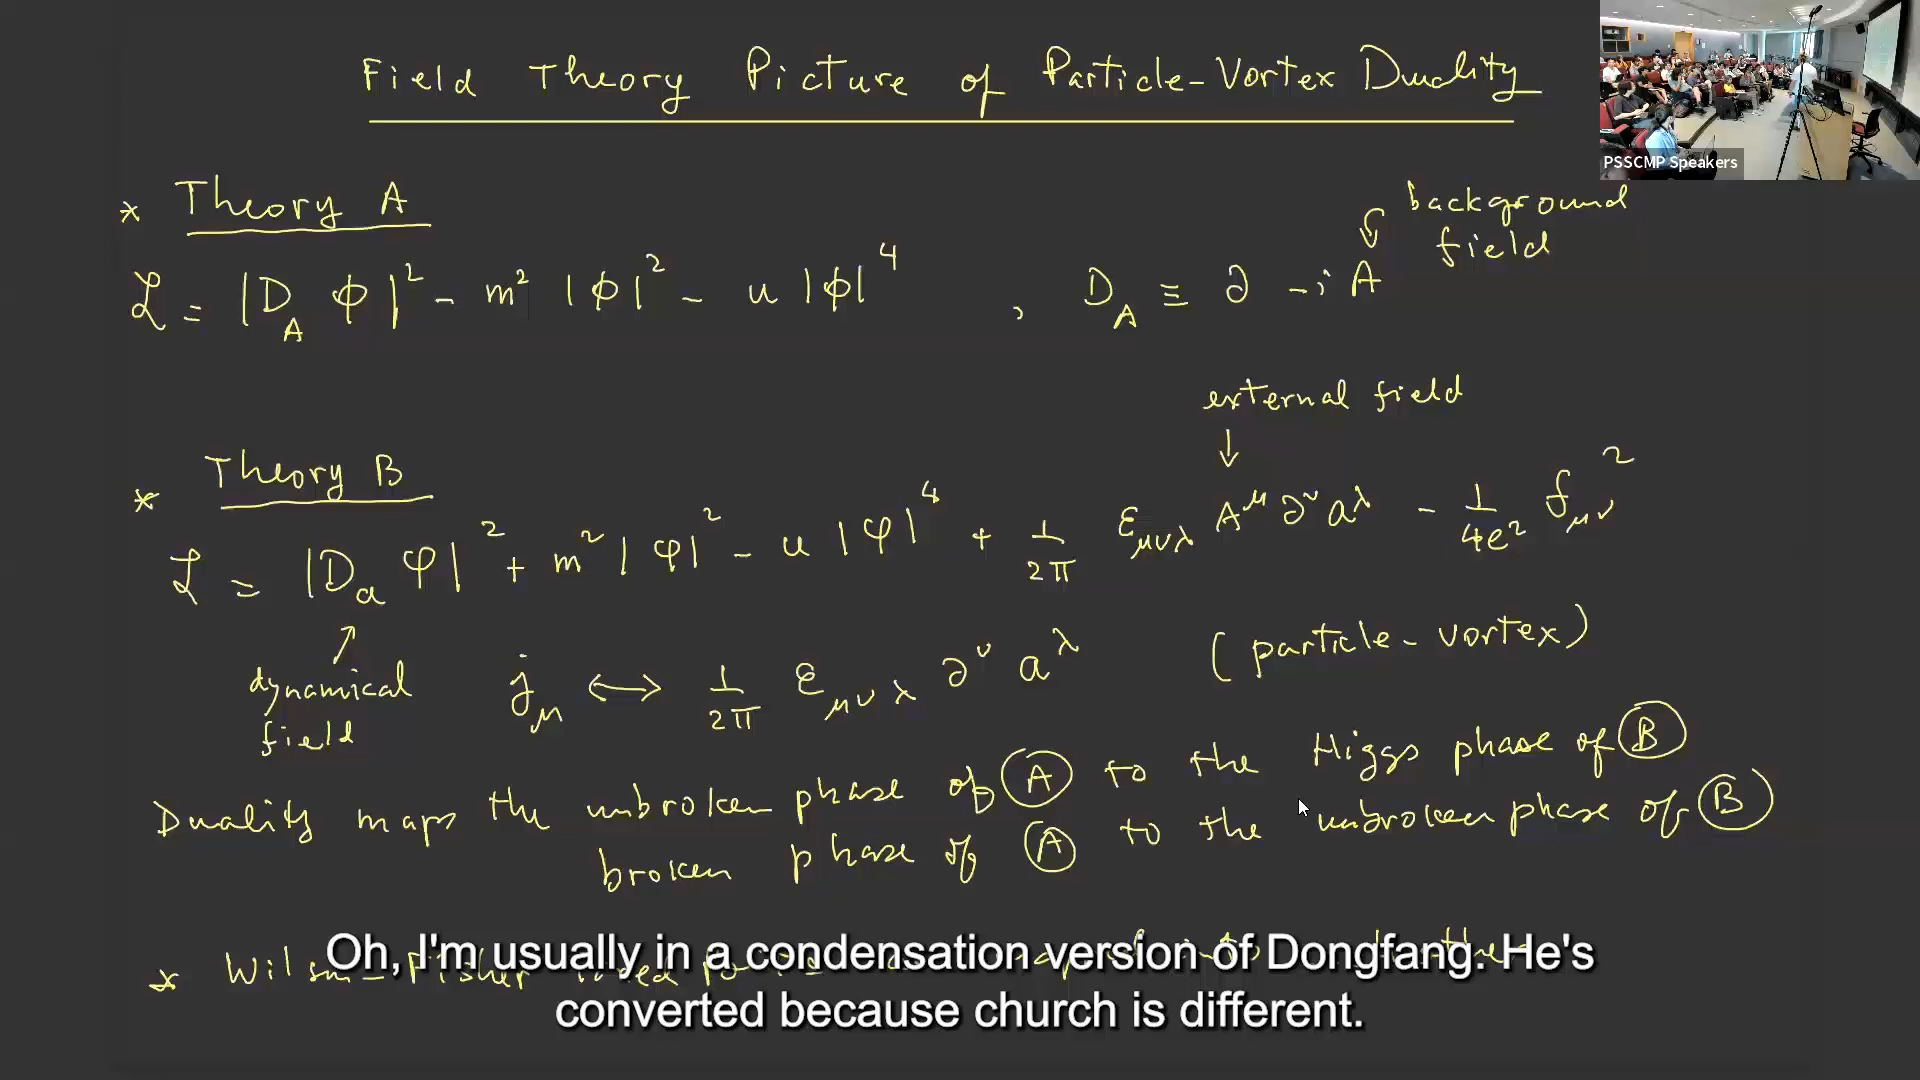 Field Theory Picture of Particle-Vortex Duality
PSSCMP Speakers
* Theory A
background field
ℒ = |D_A ϕ|² - m² |ϕ|² - u |ϕ|⁴ , D_A ≡ ∂ - i A
external field
* Theory B
ℒ = |D_a φ|² + m² |φ|² - u |φ|⁴ + 1/2π ε_μνλ A^μ ∂^ν a^λ - 1/4e² f_μν²
dynamical field
j_μ ↔ 1/2π ε_μνλ ∂^ν a^λ (particle-vortex)
Duality maps the unbroken phase of Ⓐ to the Higgs phase of Ⓑ
broken phase of Ⓐ to the unbroken phase of Ⓑ
* Wilson-Fisher
Oh, I'm usually in a condensation version of Dongfang. He's
converted because church is different.